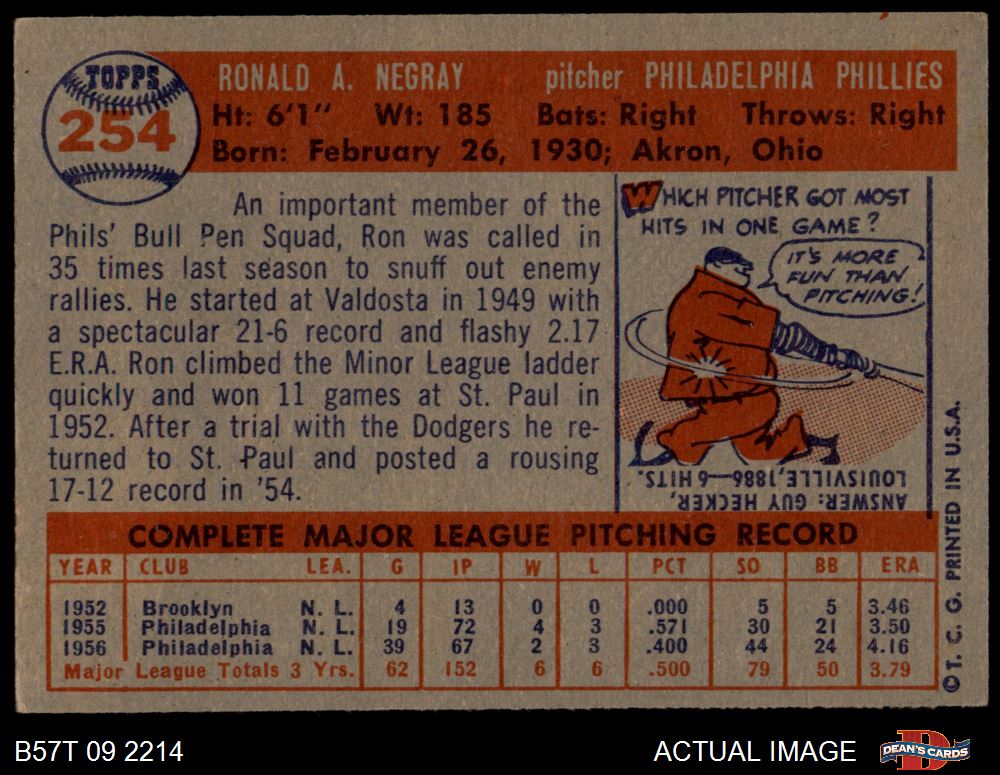 TOPPS
254
RONALD A. NEGRAY pitcher PHILADELPHIA PHILLIES
Ht: 6'1" Wt: 185 Bats: Right Throws: Right
Born: February 26, 1930; Akron, Ohio
An important member of the
Phils' Bull Pen Squad, Ron was called in
35 times last season to snuff out enemy
rallies. He started at Valdosta in 1949 with
a spectacular 21-6 record and flashy 2.17
E.R.A. Ron climbed the Minor League ladder
quickly and won 11 games at St. Paul in
1952. After a trial with the Dodgers he re-
turned to St. Paul and posted a rousing
17-12 record in '54.
WHICH PITCHER GOT MOST
HITS IN ONE GAME?
IT'S MORE
FUN THAN
PITCHING!
ANSWER: GUY HECKER,
LOUISVILLE, 1886—6 HITS.
COMPLETE MAJOR LEAGUE PITCHING RECORD
YEAR CLUB LEA. G IP W L PCT SO BB ERA
1952 Brooklyn N. L. 4 13 0 0 .000 5 5 3.46
1955 Philadelphia N. L. 19 72 4 3 .571 30 21 3.50
1956 Philadelphia N. L. 39 67 2 3 .400 44 24 4.16
Major League Totals 3 Yrs. 62 152 6 6 .500 79 50 3.79
© T. C. G. PRINTED IN U.S.A.
B57T 09 2214
ACTUAL IMAGE
DEAN'S CARDS